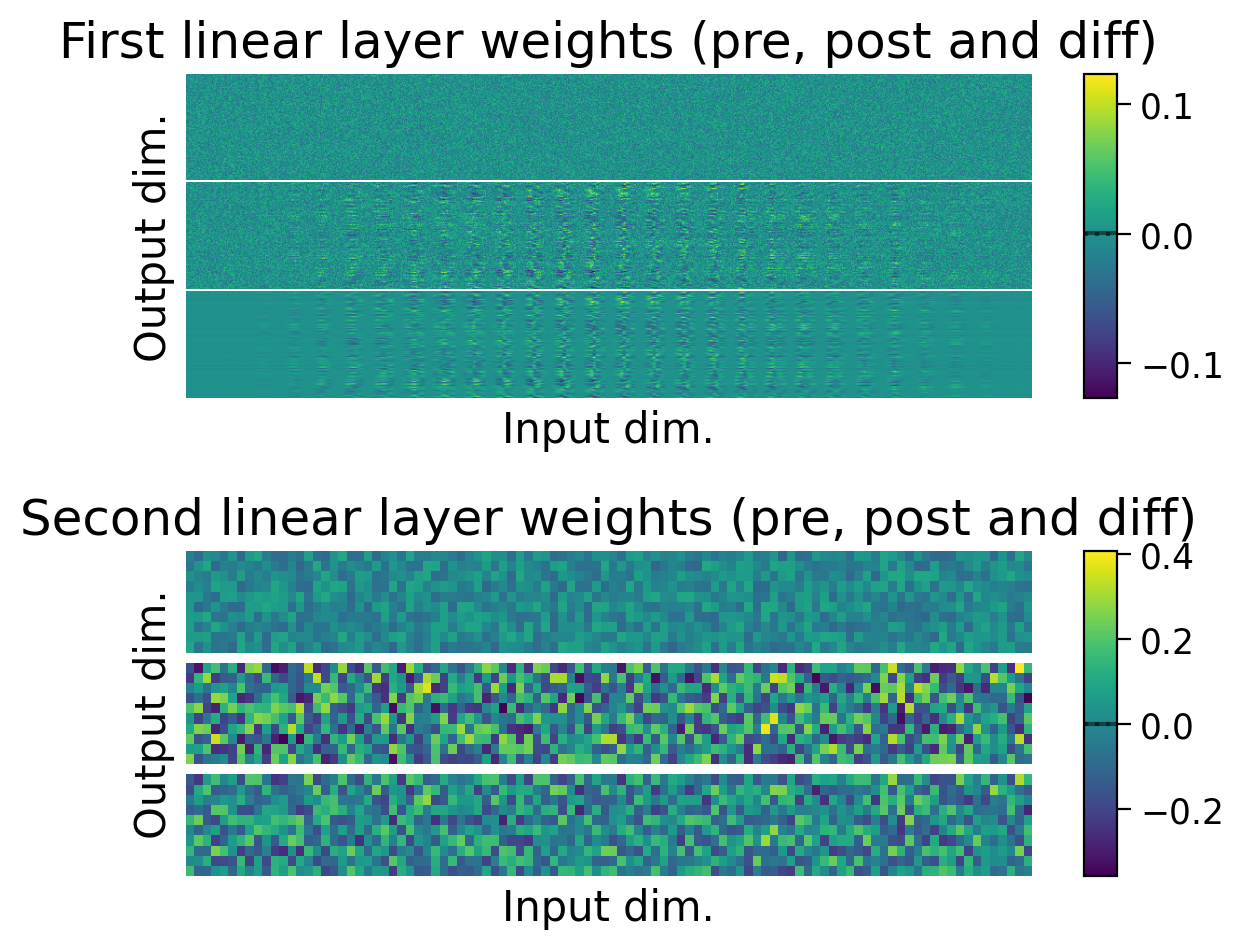 First linear layer weights (pre, post and diff)
Output dim.
0.1
0.0
−0.1
Input dim.
Second linear layer weights (pre, post and diff)
Output dim.
0.4
0.2
0.0
−0.2
Input dim.